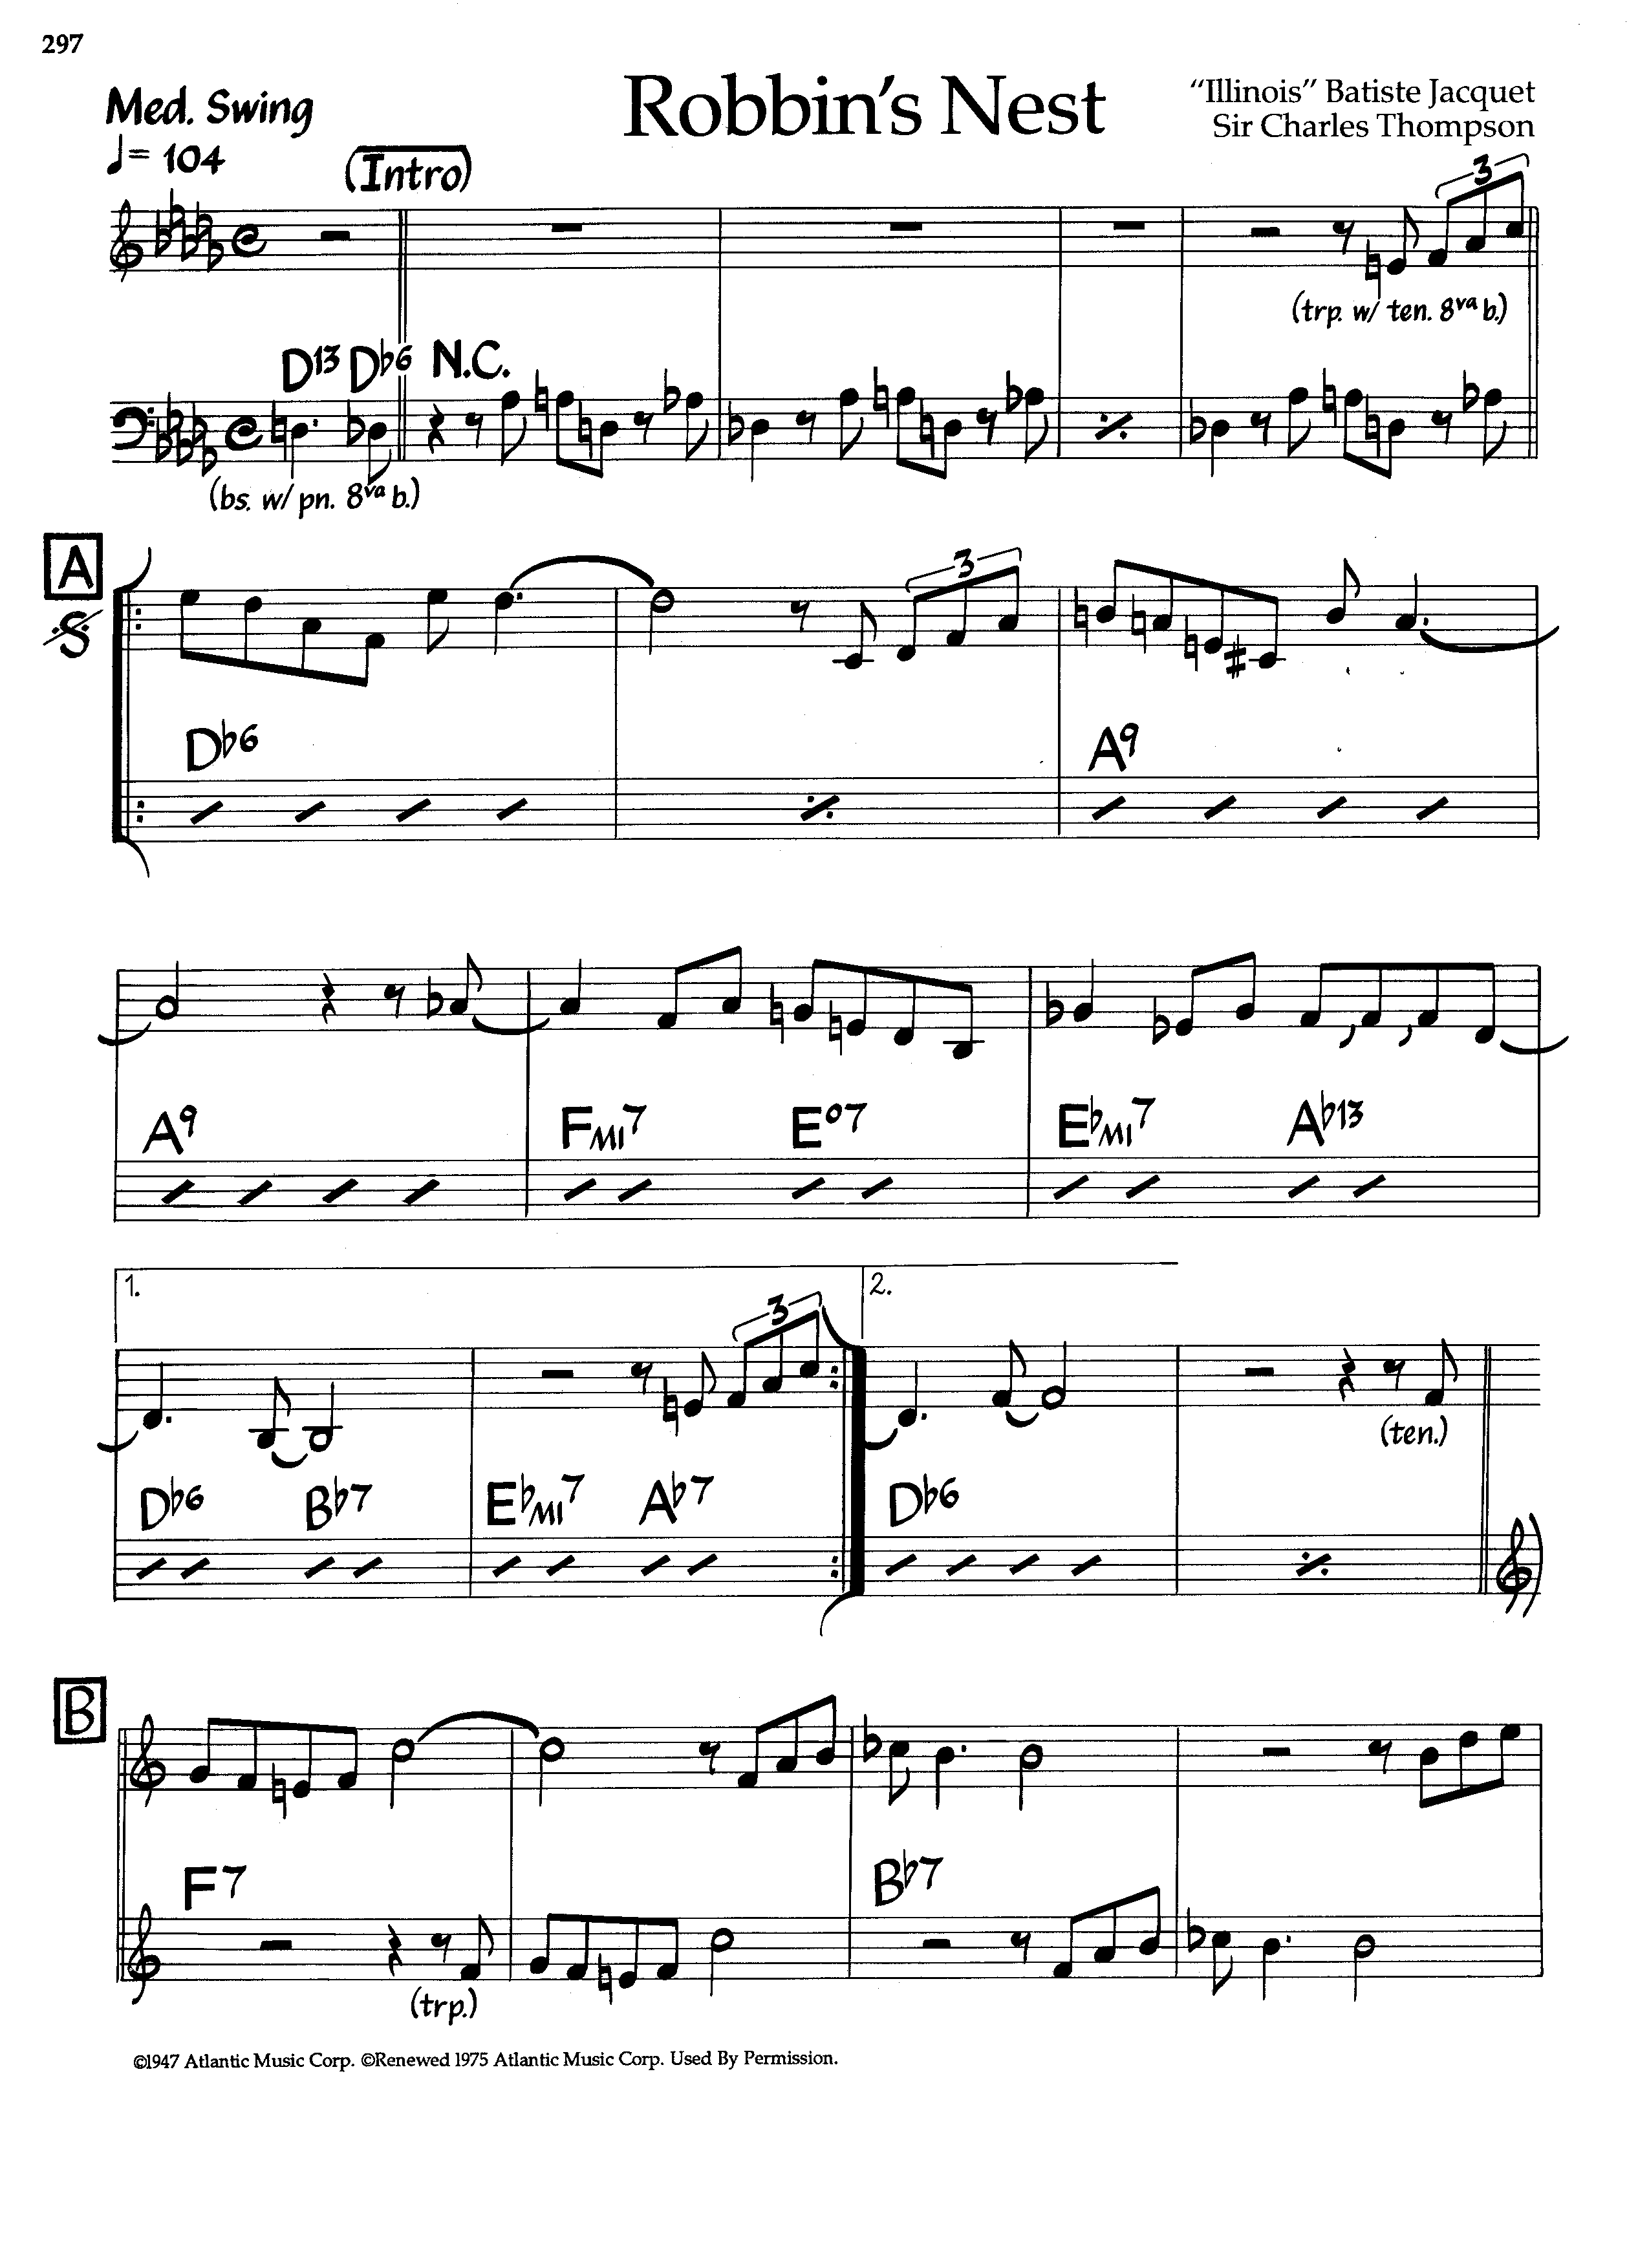 297
Med. Swing
Robbin's Nest
"Illinois" Batiste Jacquet
Sir Charles Thompson
♩= 104
(Intro)
3
(trp. w/ ten. 8va b.)
D13 D♭6 N.C.
(bs. w/ pn. 8va b.)
A
3
D♭6 A9
A9 FMI7 E°7 E♭MI7 A♭13
1. 2.
3
(ten.)
D♭6 B♭7 E♭MI7 A♭7 D♭6
B
F7 B♭7
(trp.)
©1947 Atlantic Music Corp. ©Renewed 1975 Atlantic Music Corp. Used By Permission.